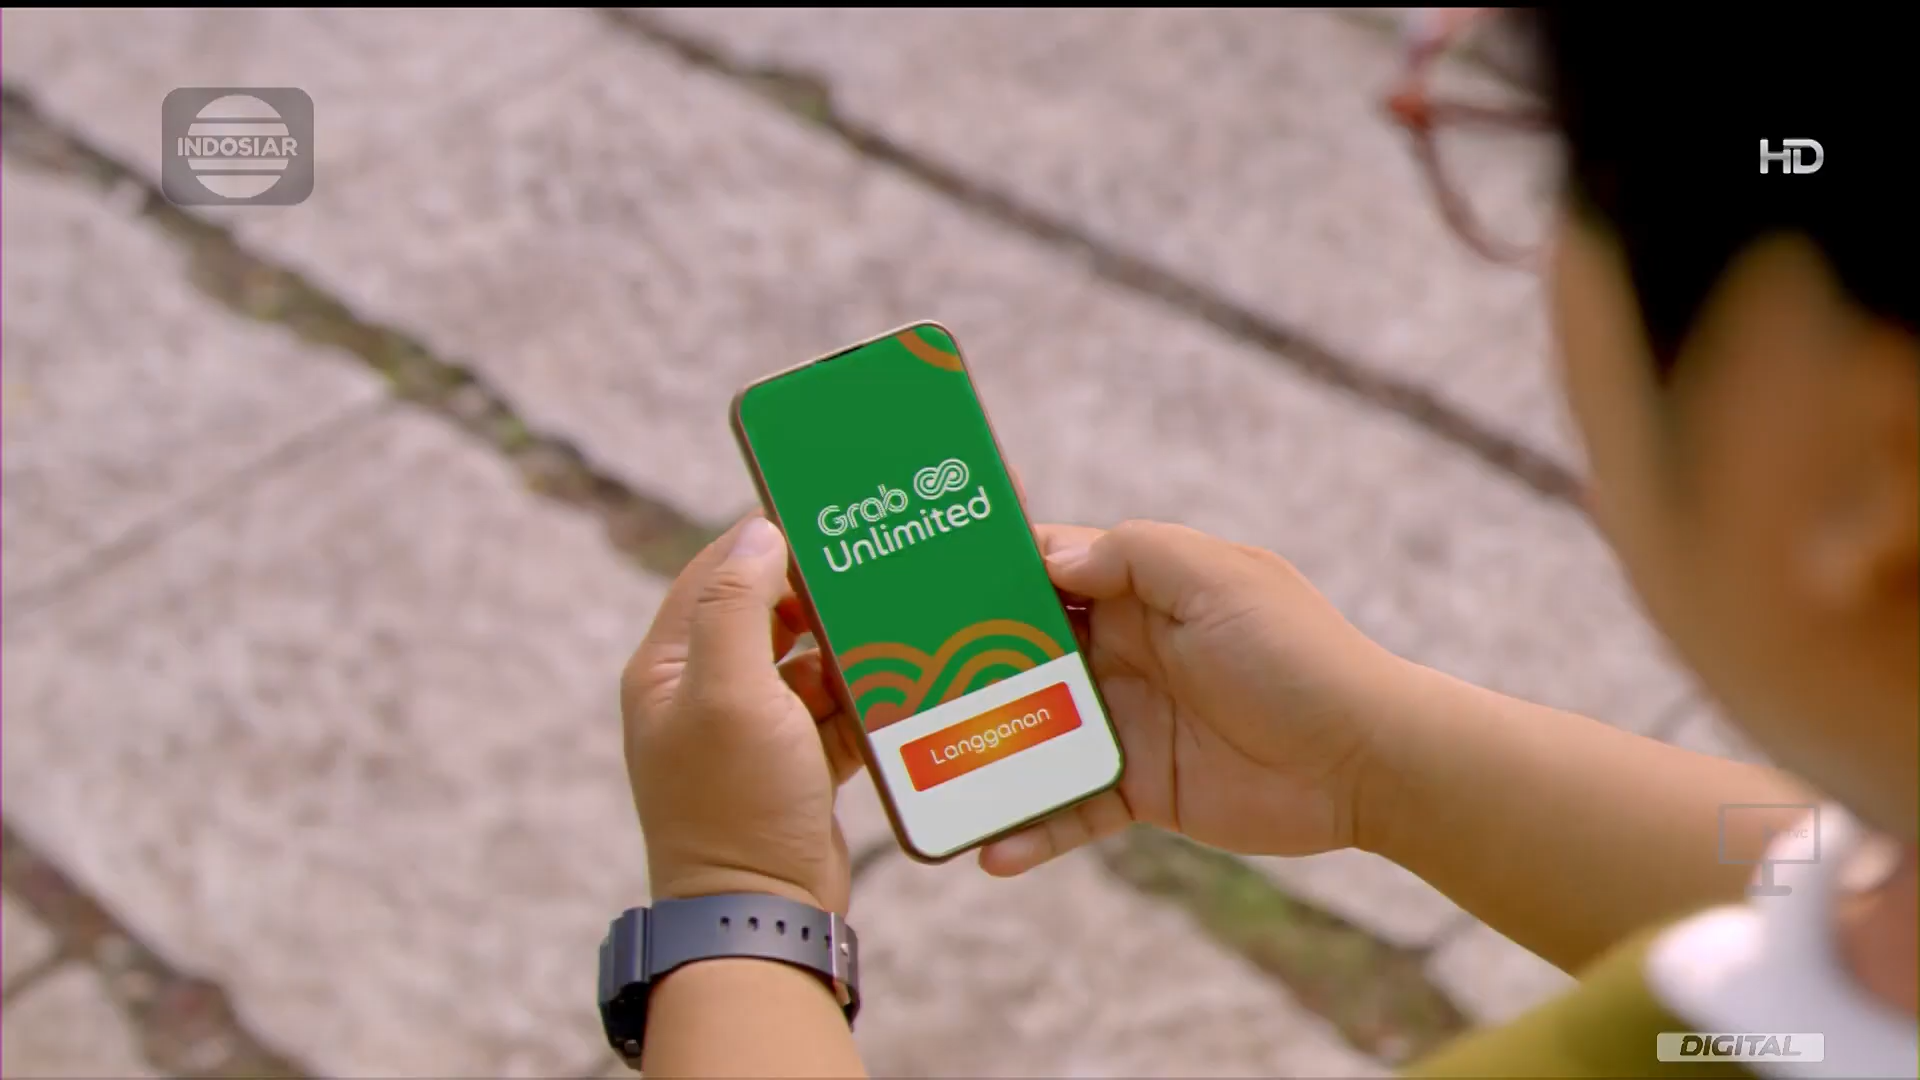 INDOSIAR
HD
Grab
Unlimited
Langganan
DIGITAL